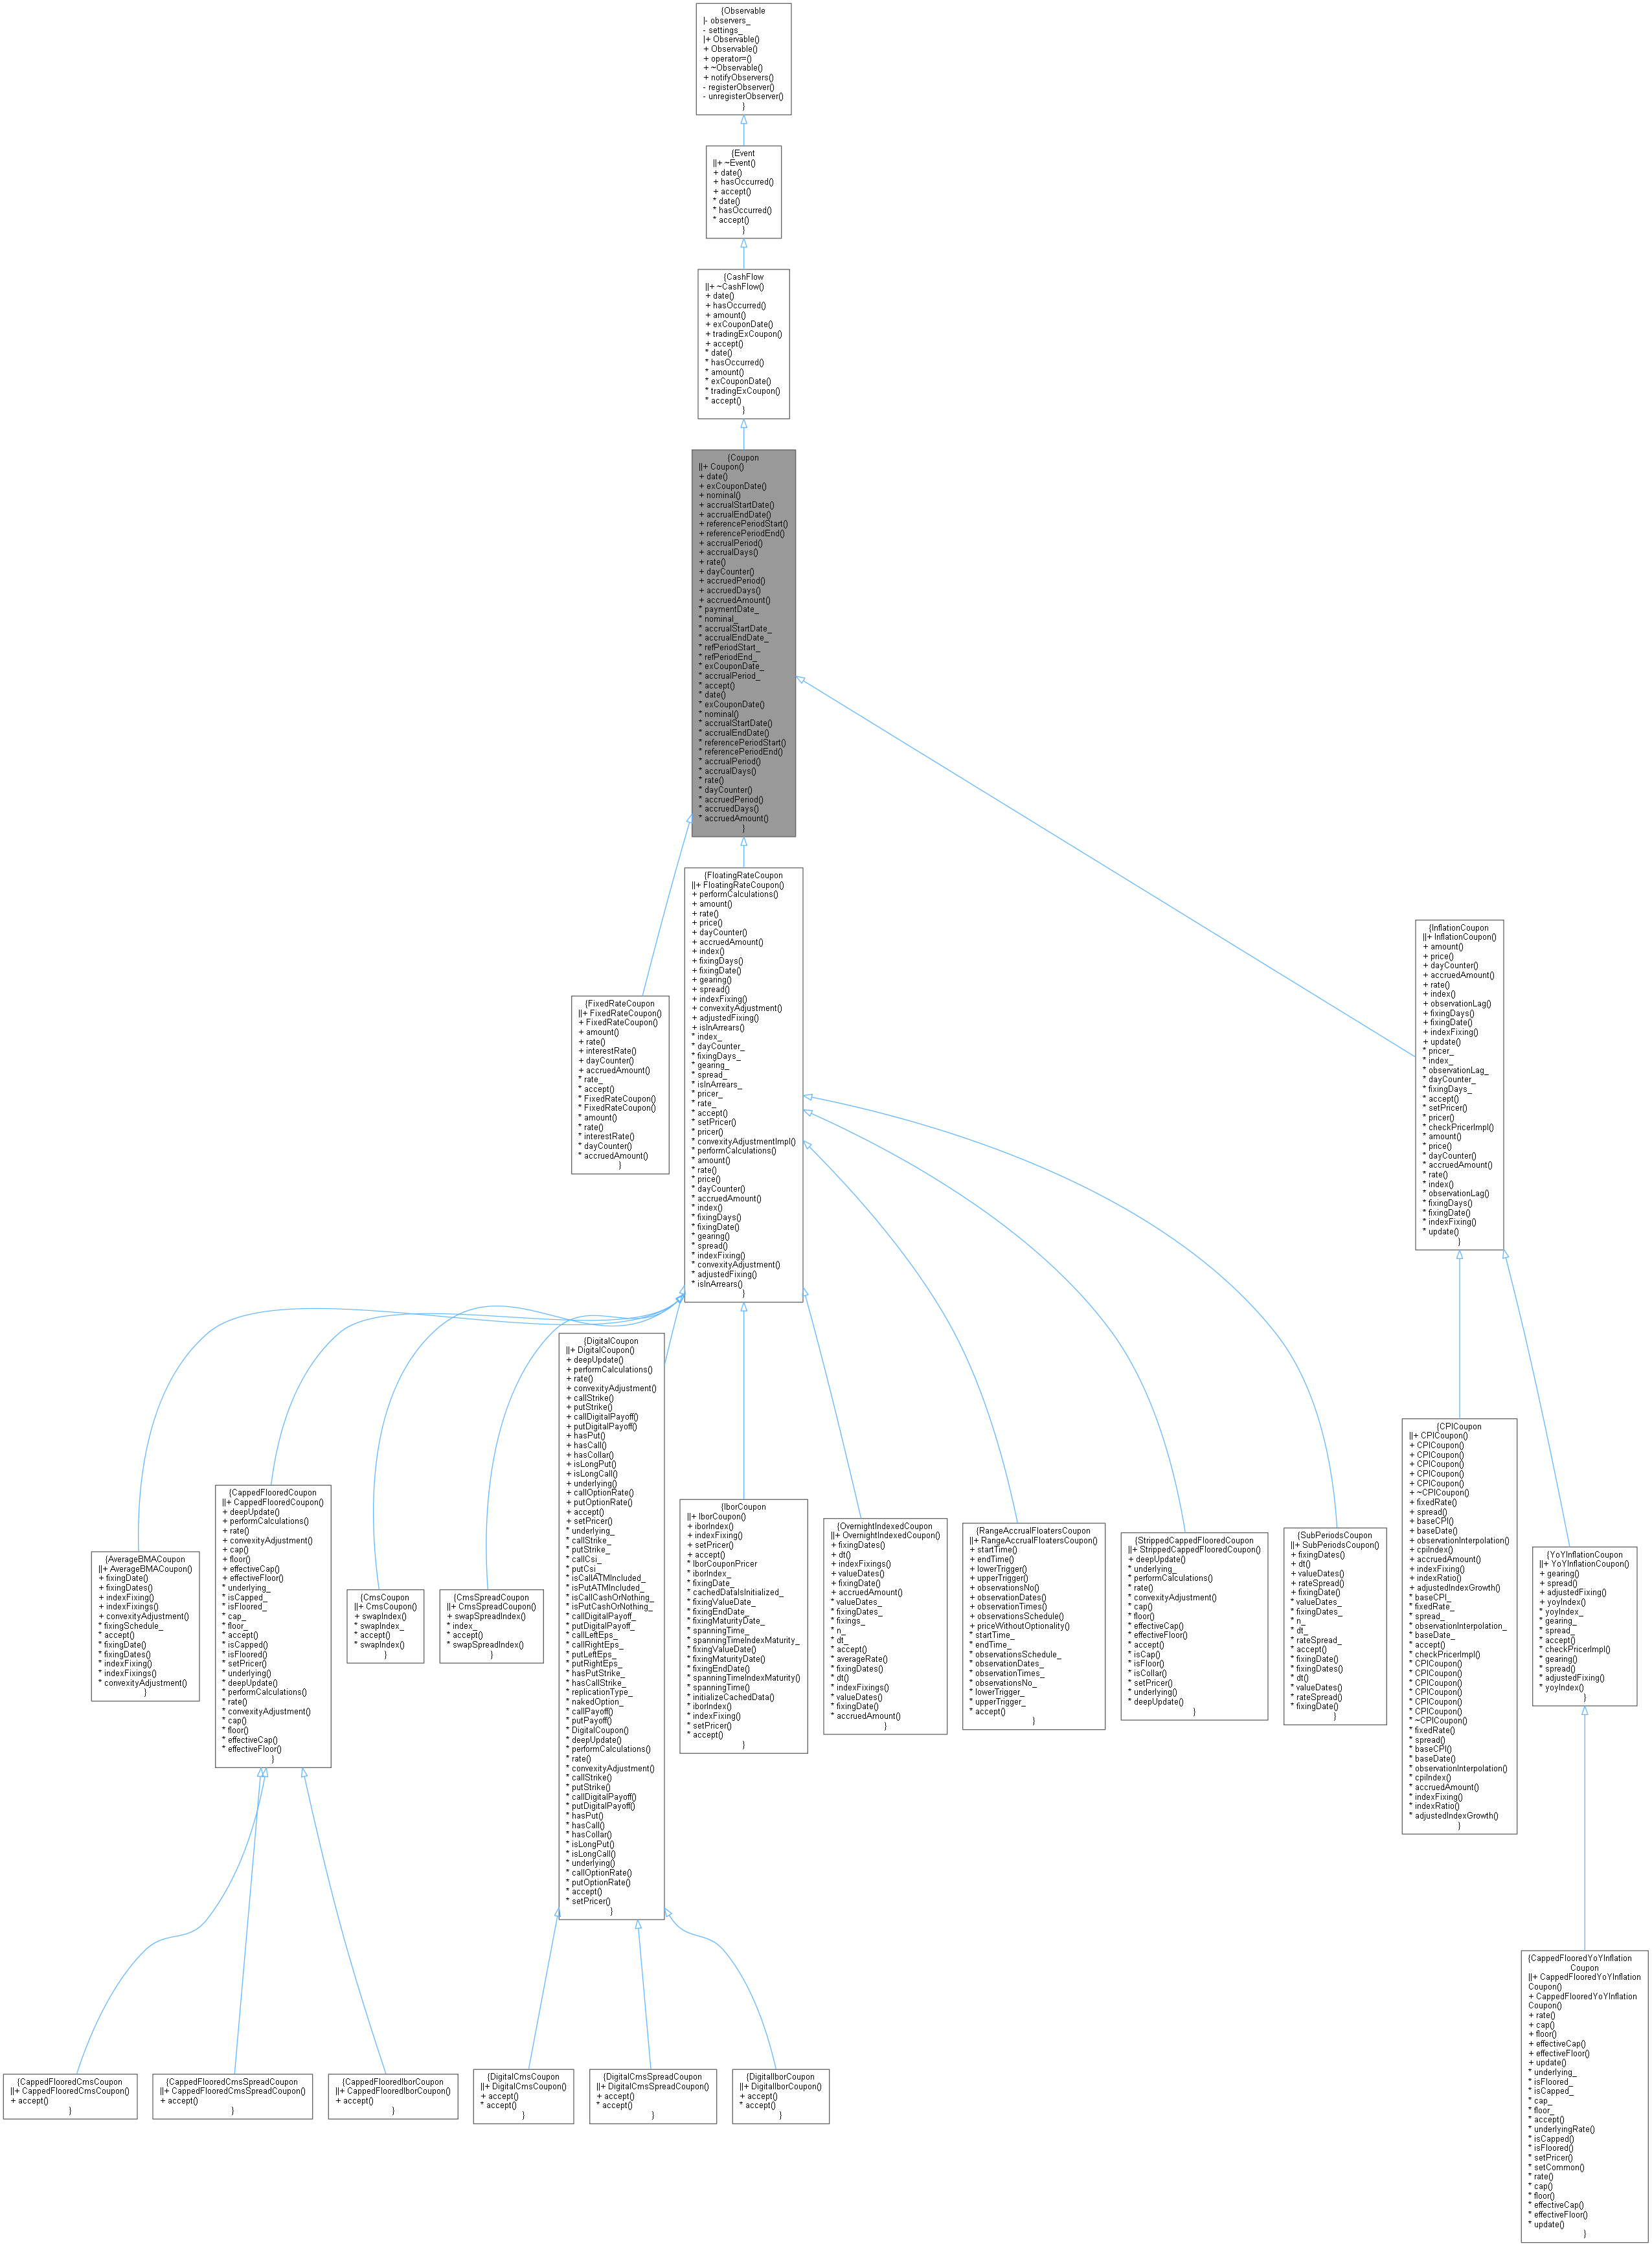 {Observable
|- observers_
- settings_
|+ Observable()
+ Observable()
+ operator=()
+ ~Observable()
+ notifyObservers()
- registerObserver()
- unregisterObserver()
}
{Event
||+ ~Event()
+ date()
+ hasOccurred()
+ accept()
* date()
* hasOccurred()
* accept()
}
{CashFlow
||+ ~CashFlow()
+ date()
+ hasOccurred()
+ amount()
+ exCouponDate()
+ tradingExCoupon()
+ accept()
* date()
* hasOccurred()
* amount()
* exCouponDate()
* tradingExCoupon()
* accept()
}
{Coupon
||+ Coupon()
+ date()
+ exCouponDate()
+ nominal()
+ accrualStartDate()
+ accrualEndDate()
+ referencePeriodStart()
+ referencePeriodEnd()
+ accrualPeriod()
+ accrualDays()
+ rate()
+ dayCounter()
+ accruedPeriod()
+ accruedDays()
+ accruedAmount()
* paymentDate_
* nominal_
* accrualStartDate_
* accrualEndDate_
* refPeriodStart_
* refPeriodEnd_
* exCouponDate_
* accrualPeriod_
* accept()
* date()
* exCouponDate()
* nominal()
* accrualStartDate()
* accrualEndDate()
* referencePeriodStart()
* referencePeriodEnd()
* accrualPeriod()
* accrualDays()
* rate()
* dayCounter()
* accruedPeriod()
* accruedDays()
* accruedAmount()
}
{FixedRateCoupon
||+ FixedRateCoupon()
+ FixedRateCoupon()
+ amount()
+ rate()
+ interestRate()
+ dayCounter()
+ accruedAmount()
* rate_
* accept()
* FixedRateCoupon()
* FixedRateCoupon()
* amount()
* rate()
* interestRate()
* dayCounter()
* accruedAmount()
}
{FloatingRateCoupon
||+ FloatingRateCoupon()
+ performCalculations()
+ amount()
+ rate()
+ price()
+ dayCounter()
+ accruedAmount()
+ index()
+ fixingDays()
+ fixingDate()
+ gearing()
+ spread()
+ indexFixing()
+ convexityAdjustment()
+ adjustedFixing()
+ isInArrears()
* index_
* dayCounter_
* fixingDays_
* gearing_
* spread_
* isInArrears_
* pricer_
* rate_
* accept()
* setPricer()
* pricer()
* convexityAdjustmentImpl()
* performCalculations()
* amount()
* rate()
* price()
* dayCounter()
* accruedAmount()
* index()
* fixingDays()
* fixingDate()
* gearing()
* spread()
* indexFixing()
* convexityAdjustment()
* adjustedFixing()
* isInArrears()
}
{InflationCoupon
||+ InflationCoupon()
+ amount()
+ price()
+ dayCounter()
+ accruedAmount()
+ rate()
+ index()
+ observationLag()
+ fixingDays()
+ fixingDate()
+ indexFixing()
+ update()
* pricer_
* index_
* observationLag_
* dayCounter_
* fixingDays_
* accept()
* setPricer()
* pricer()
* checkPricerImpl()
* amount()
* price()
* dayCounter()
* accruedAmount()
* rate()
* index()
* observationLag()
* fixingDays()
* fixingDate()
* indexFixing()
* update()
}
{AverageBMACoupon
||+ AverageBMACoupon()
+ fixingDate()
+ fixingDates()
+ indexFixing()
+ indexFixings()
+ convexityAdjustment()
* fixingSchedule_
* accept()
* fixingDate()
* fixingDates()
* indexFixing()
* indexFixings()
* convexityAdjustment()
}
{CappedFlooredCoupon
||+ CappedFlooredCoupon()
+ deepUpdate()
+ performCalculations()
+ rate()
+ convexityAdjustment()
+ cap()
+ floor()
+ effectiveCap()
+ effectiveFloor()
* underlying_
* isCapped_
* isFloored_
* cap_
* floor_
* accept()
* isCapped()
* isFloored()
* setPricer()
* underlying()
* deepUpdate()
* performCalculations()
* rate()
* convexityAdjustment()
* cap()
* floor()
* effectiveCap()
* effectiveFloor()
}
{CmsCoupon
||+ CmsCoupon()
+ swapIndex()
* swapIndex_
* accept()
* swapIndex()
}
{CmsSpreadCoupon
||+ CmsSpreadCoupon()
+ swapSpreadIndex()
* index_
* accept()
* swapSpreadIndex()
}
{DigitalCoupon
||+ DigitalCoupon()
+ deepUpdate()
+ performCalculations()
+ rate()
+ convexityAdjustment()
+ callStrike()
+ putStrike()
+ callDigitalPayoff()
+ putDigitalPayoff()
+ hasPut()
+ hasCall()
+ hasCollar()
+ isLongPut()
+ isLongCall()
+ underlying()
+ callOptionRate()
+ putOptionRate()
+ accept()
+ setPricer()
* underlying_
* callStrike_
* putStrike_
* callCsi_
* putCsi_
* isCallATMIncluded_
* isPutATMIncluded_
* isCallCashOrNothing_
* isPutCashOrNothing_
* callDigitalPayoff_
* putDigitalPayoff_
* callLeftEps_
* callRightEps_
* putLeftEps_
* putRightEps_
* hasPutStrike_
* hasCallStrike_
* replicationType_
* nakedOption_
* callPayoff()
* putPayoff()
* DigitalCoupon()
* deepUpdate()
* performCalculations()
* rate()
* convexityAdjustment()
* callStrike()
* putStrike()
* callDigitalPayoff()
* putDigitalPayoff()
* hasPut()
* hasCall()
* hasCollar()
* isLongPut()
* isLongCall()
* underlying()
* callOptionRate()
* putOptionRate()
* accept()
* setPricer()
}
{IborCoupon
||+ IborCoupon()
+ iborIndex()
+ indexFixing()
+ setPricer()
+ accept()
* IborCouponPricer
* iborIndex_
* fixingDate_
* cachedDataIsInitialized_
* fixingValueDate_
* fixingEndDate_
* fixingMaturityDate_
* spanningTime_
* spanningTimeIndexMaturity_
* fixingValueDate()
* fixingMaturityDate()
* fixingEndDate()
* spanningTimeIndexMaturity()
* spanningTime()
* initializeCachedData()
* iborIndex()
* indexFixing()
* setPricer()
* accept()
}
{OvernightIndexedCoupon
||+ OvernightIndexedCoupon()
+ fixingDates()
+ dt()
+ indexFixings()
+ valueDates()
+ fixingDate()
+ accruedAmount()
* valueDates_
* fixingDates_
* fixings_
* n_
* dt_
* accept()
* averageRate()
* fixingDates()
* dt()
* indexFixings()
* valueDates()
* fixingDate()
* accruedAmount()
}
{RangeAccrualFloatersCoupon
||+ RangeAccrualFloatersCoupon()
+ startTime()
+ endTime()
+ lowerTrigger()
+ upperTrigger()
+ observationsNo()
+ observationDates()
+ observationTimes()
+ observationsSchedule()
+ priceWithoutOptionality()
* startTime_
* endTime_
* observationsSchedule_
* observationDates_
* observationTimes_
* observationsNo_
* lowerTrigger_
* upperTrigger_
* accept()
}
{StrippedCappedFlooredCoupon
||+ StrippedCappedFlooredCoupon()
+ deepUpdate()
* underlying_
* performCalculations()
* rate()
* convexityAdjustment()
* cap()
* floor()
* effectiveCap()
* effectiveFloor()
* accept()
* isCap()
* isFloor()
* isCollar()
* setPricer()
* underlying()
* deepUpdate()
}
{SubPeriodsCoupon
||+ SubPeriodsCoupon()
+ fixingDates()
+ dt()
+ valueDates()
+ rateSpread()
+ fixingDate()
* valueDates_
* fixingDates_
* n_
* dt_
* rateSpread_
* accept()
* fixingDate()
* fixingDates()
* dt()
* valueDates()
* rateSpread()
* fixingDate()
}
{CPICoupon
||+ CPICoupon()
+ CPICoupon()
+ CPICoupon()
+ CPICoupon()
+ CPICoupon()
+ CPICoupon()
+ ~CPICoupon()
+ fixedRate()
+ spread()
+ baseCPI()
+ baseDate()
+ observationInterpolation()
+ cpiIndex()
+ accruedAmount()
+ indexFixing()
+ indexRatio()
+ adjustedIndexGrowth()
* baseCPI_
* fixedRate_
* spread_
* observationInterpolation_
* baseDate_
* accept()
* checkPricerImpl()
* CPICoupon()
* CPICoupon()
* CPICoupon()
* CPICoupon()
* CPICoupon()
* CPICoupon()
* ~CPICoupon()
* fixedRate()
* spread()
* baseCPI()
* baseDate()
* observationInterpolation()
* cpiIndex()
* accruedAmount()
* indexFixing()
* indexRatio()
* adjustedIndexGrowth()
}
{YoYInflationCoupon
||+ YoYInflationCoupon()
+ gearing()
+ spread()
+ adjustedFixing()
+ yoyIndex()
* yoyIndex_
* gearing_
* spread_
* accept()
* checkPricerImpl()
* gearing()
* spread()
* adjustedFixing()
* yoyIndex()
}
{CappedFlooredCmsCoupon
||+ CappedFlooredCmsCoupon()
+ accept()
}
{CappedFlooredCmsSpreadCoupon
||+ CappedFlooredCmsSpreadCoupon()
+ accept()
}
{CappedFlooredIborCoupon
||+ CappedFlooredIborCoupon()
+ accept()
}
{DigitalCmsCoupon
||+ DigitalCmsCoupon()
+ accept()
* accept()
}
{DigitalCmsSpreadCoupon
||+ DigitalCmsSpreadCoupon()
+ accept()
* accept()
}
{DigitalIborCoupon
||+ DigitalIborCoupon()
+ accept()
* accept()
}
{CappedFlooredYoYInflation
Coupon
||+ CappedFlooredYoYInflation
Coupon()
+ CappedFlooredYoYInflation
Coupon()
+ rate()
+ cap()
+ floor()
+ effectiveCap()
+ effectiveFloor()
+ update()
* underlying_
* isFloored_
* isCapped_
* cap_
* floor_
* accept()
* underlyingRate()
* isCapped()
* isFloored()
* setPricer()
* setCommon()
* rate()
* cap()
* floor()
* effectiveCap()
* effectiveFloor()
* update()
}